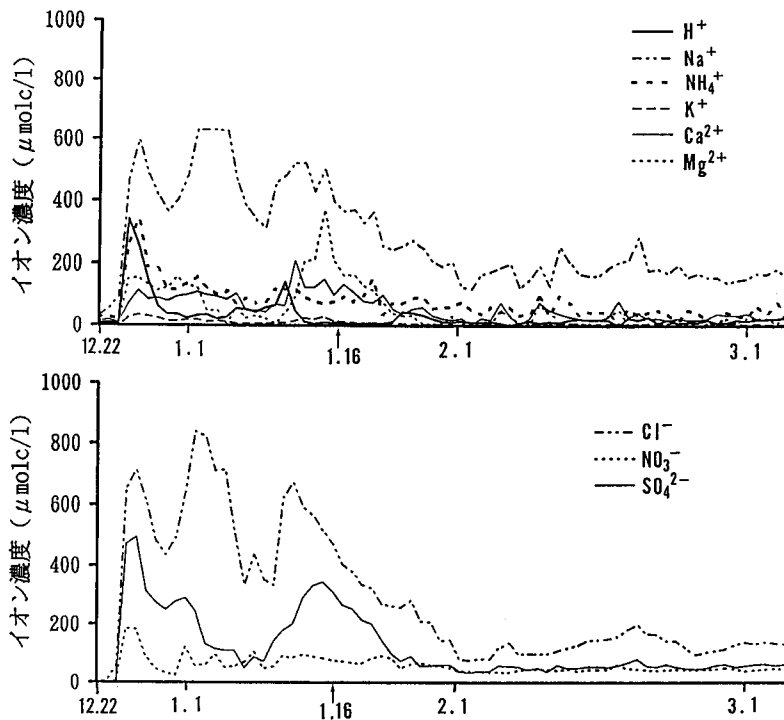 イオン濃度 (μmolc/l)
1000
800
600
400
200
0
12.22
1.1
1.16
2.1
3.1
H⁺
Na⁺
NH₄⁺
K⁺
Ca²⁺
Mg²⁺
イオン濃度 (μmolc/l)
1000
800
600
400
200
0
12.22
1.1
1.16
2.1
3.1
Cl⁻
NO₃⁻
SO₄²⁻